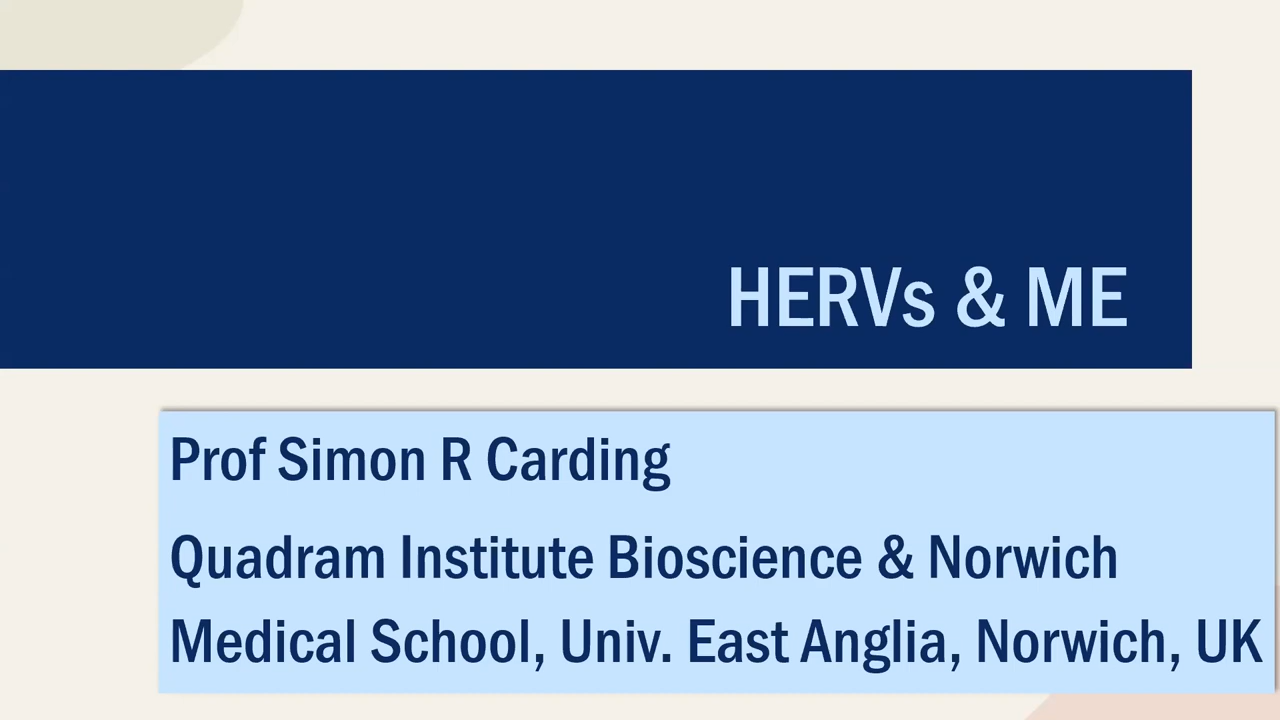 HERVs & ME
Prof Simon R Carding
Quadram Institute Bioscience & Norwich
Medical School, Univ. East Anglia, Norwich, UK